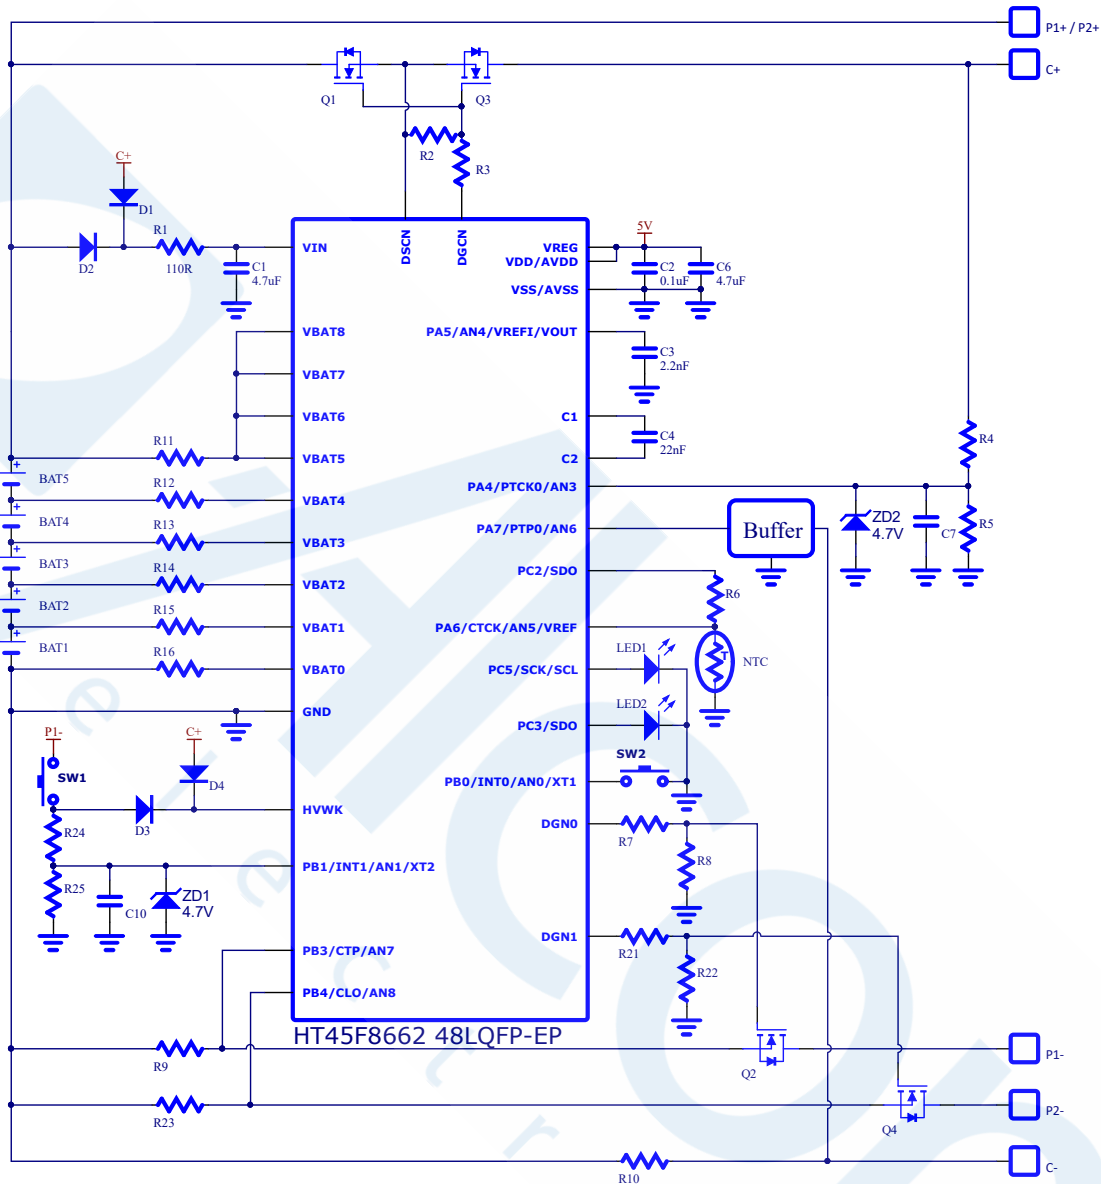 P1+ / P2+
C+
Q1
Q3
R2
R3
C+
D1
R1
D2
110R
C1
4.7uF
VIN
DSCN
DGCN
VREG
VDD/AVDD
VSS/AVSS
5V
C2
0.1uF
C6
4.7uF
VBAT8
PA5/AN4/VREFI/VOUT
C3
2.2nF
VBAT7
VBAT6
C1
C4
22nF
R11
VBAT5
C2
R4
BAT5
R12
VBAT4
PA4/PTCK0/AN3
BAT4
R13
VBAT3
PA7/PTP0/AN6
Buffer
ZD2
4.7V
C7
R5
BAT3
R14
VBAT2
PC2/SDO
R6
BAT2
R15
VBAT1
PA6/CTCK/AN5/VREF
BAT1
R16
VBAT0
PC5/SCK/SCL
LED1
T
NTC
GND
PC3/SDO
LED2
P1-
C+
SW1
D4
PB0/INT0/AN0/XT1
SW2
R24
D3
HVWK
DGN0
R7
R8
R25
PB1/INT1/AN1/XT2
C10
ZD1
4.7V
PB3/CTP/AN7
DGN1
R21
R22
PB4/CLO/AN8
HT45F8662 48LQFP-EP
R9
Q2
P1-
R23
Q4
P2-
R10
C-